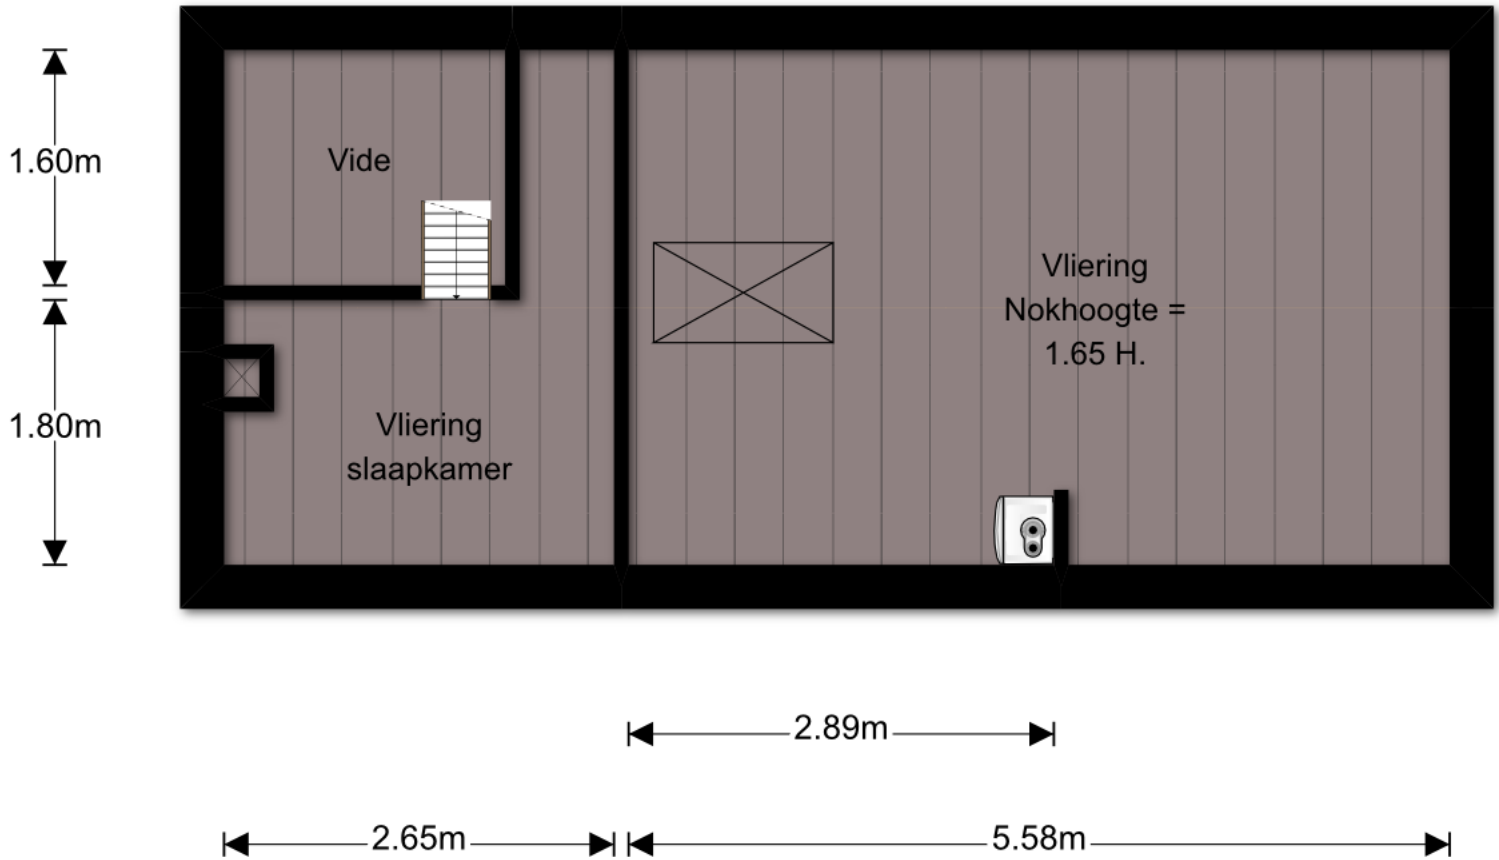 1.60m
Vide
Vliering
Nokhoogte =
1.65 H.
1.80m
Vliering
slaapkamer
2.89m
2.65m
5.58m